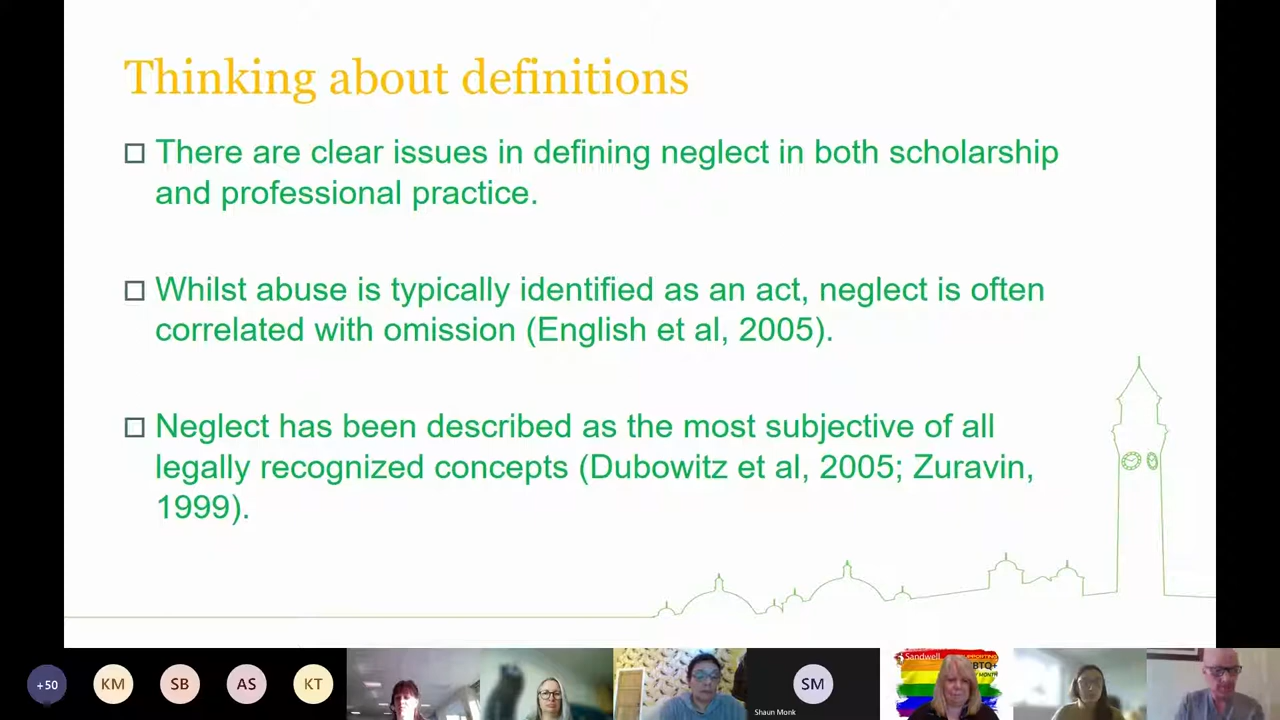 Thinking about definitions
There are clear issues in defining neglect in both scholarship
and professional practice.
Whilst abuse is typically identified as an act, neglect is often
correlated with omission (English et al, 2005).
Neglect has been described as the most subjective of all
legally recognized concepts (Dubowitz et al, 2005; Zuravin,
1999).
+50
KM
SB
AS
KT
SM
Shaun Monk
Sandwell